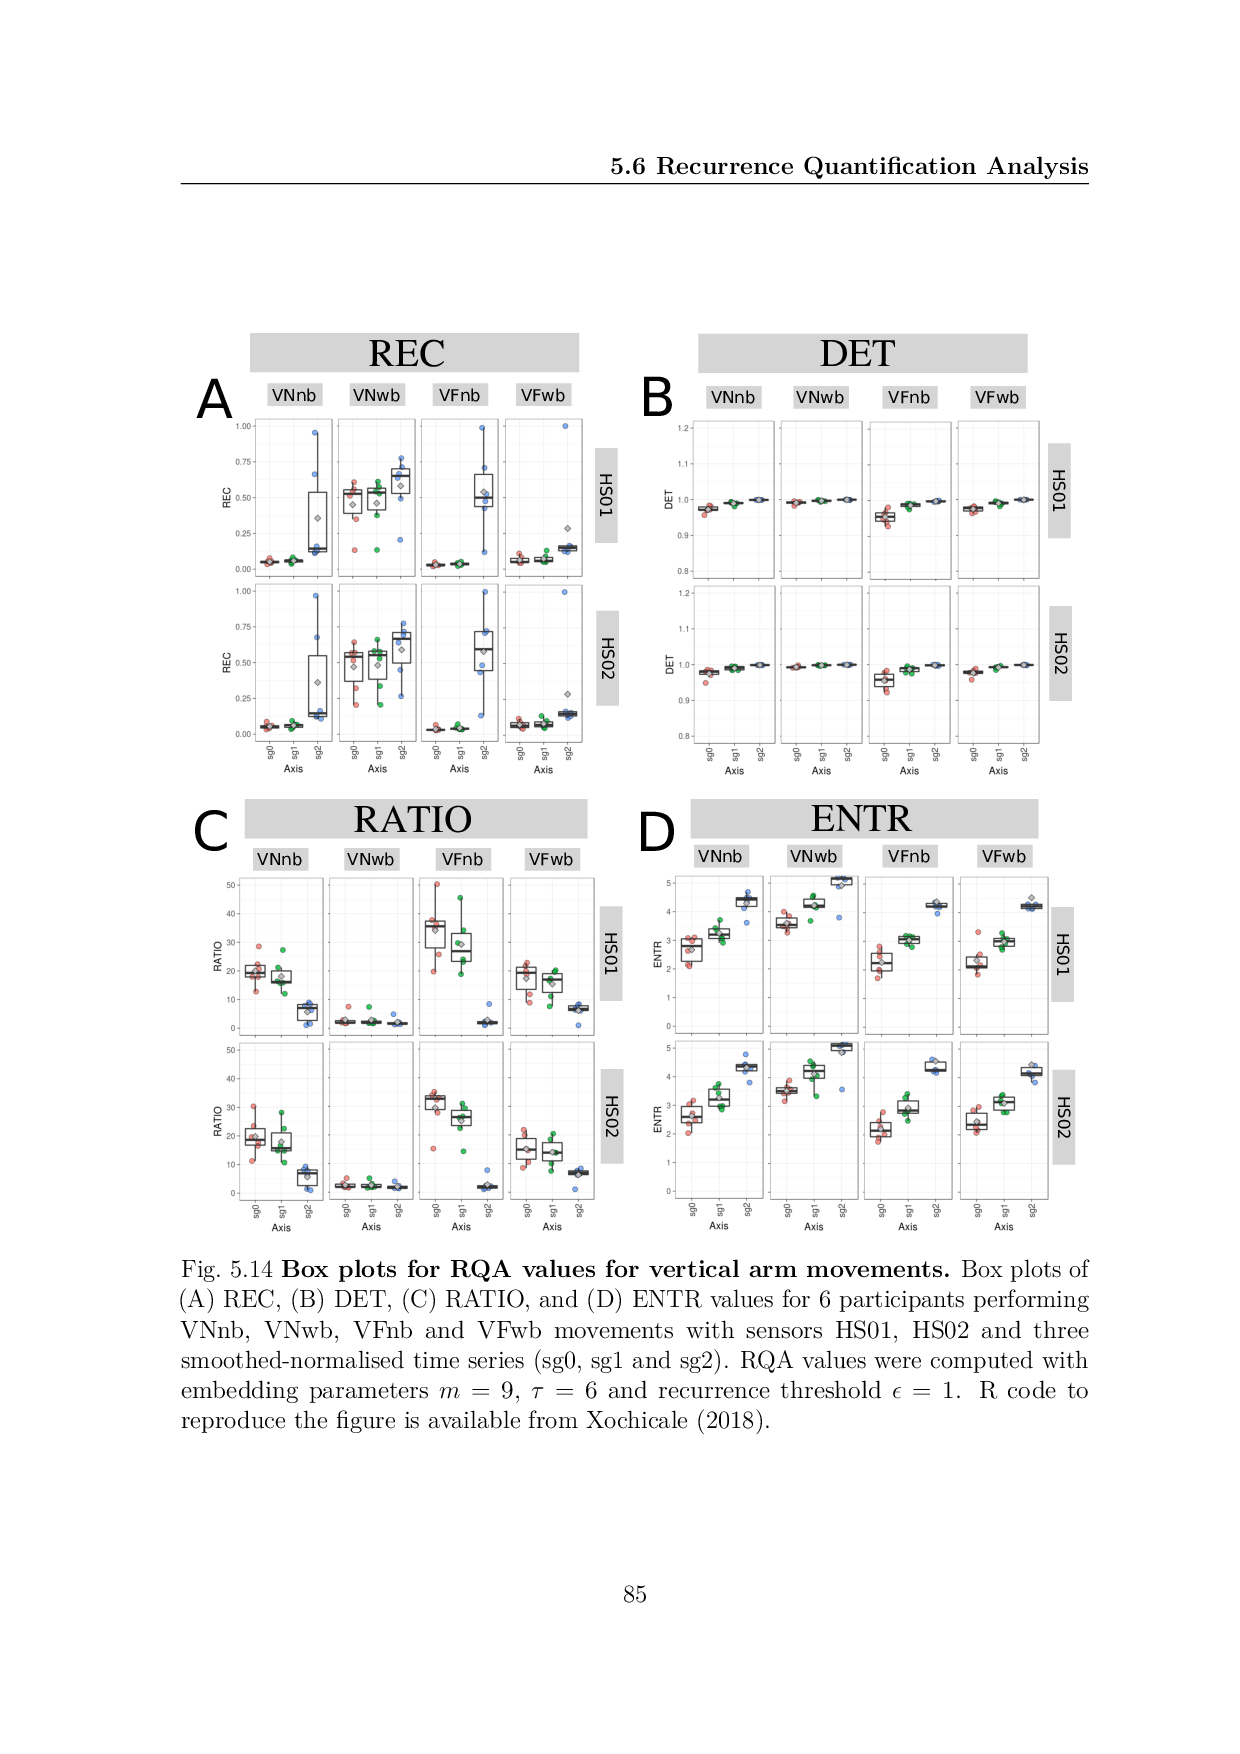 5.6 Recurrence Quantification Analysis
REC
A
VNnb VNwb VFnb VFwb
1.00
0.75
0.50
0.25
0.00
REC
HS01
1.00
0.75
0.50
0.25
0.00
REC
HS02
sg0 sg1 sg2 sg0 sg1 sg2 sg0 sg1 sg2 sg0 sg1 sg2
Axis Axis Axis Axis
DET
B
VNnb VNwb VFnb VFwb
1.2
1.1
1.0
0.9
0.8
DET
HS01
1.2
1.1
1.0
0.9
0.8
DET
HS02
sg0 sg1 sg2 sg0 sg1 sg2 sg0 sg1 sg2 sg0 sg1 sg2
Axis Axis Axis Axis
RATIO
C
VNnb VNwb VFnb VFwb
50
40
30
20
10
0
RATIO
HS01
50
40
30
20
10
0
RATIO
HS02
sg0 sg1 sg2 sg0 sg1 sg2 sg0 sg1 sg2 sg0 sg1 sg2
Axis Axis Axis Axis
ENTR
D
VNnb VNwb VFnb VFwb
5
4
3
2
1
0
ENTR
HS01
5
4
3
2
1
0
ENTR
HS02
sg0 sg1 sg2 sg0 sg1 sg2 sg0 sg1 sg2 sg0 sg1 sg2
Axis Axis Axis Axis
Fig. 5.14 Box plots for RQA values for vertical arm movements. Box plots of
(A) REC, (B) DET, (C) RATIO, and (D) ENTR values for 6 participants performing
VNnb, VNwb, VFnb and VFwb movements with sensors HS01, HS02 and three
smoothed-normalised time series (sg0, sg1 and sg2). RQA values were computed with
embedding parameters m = 9, τ = 6 and recurrence threshold ϵ = 1. R code to
reproduce the figure is available from Xochicale (2018).
85